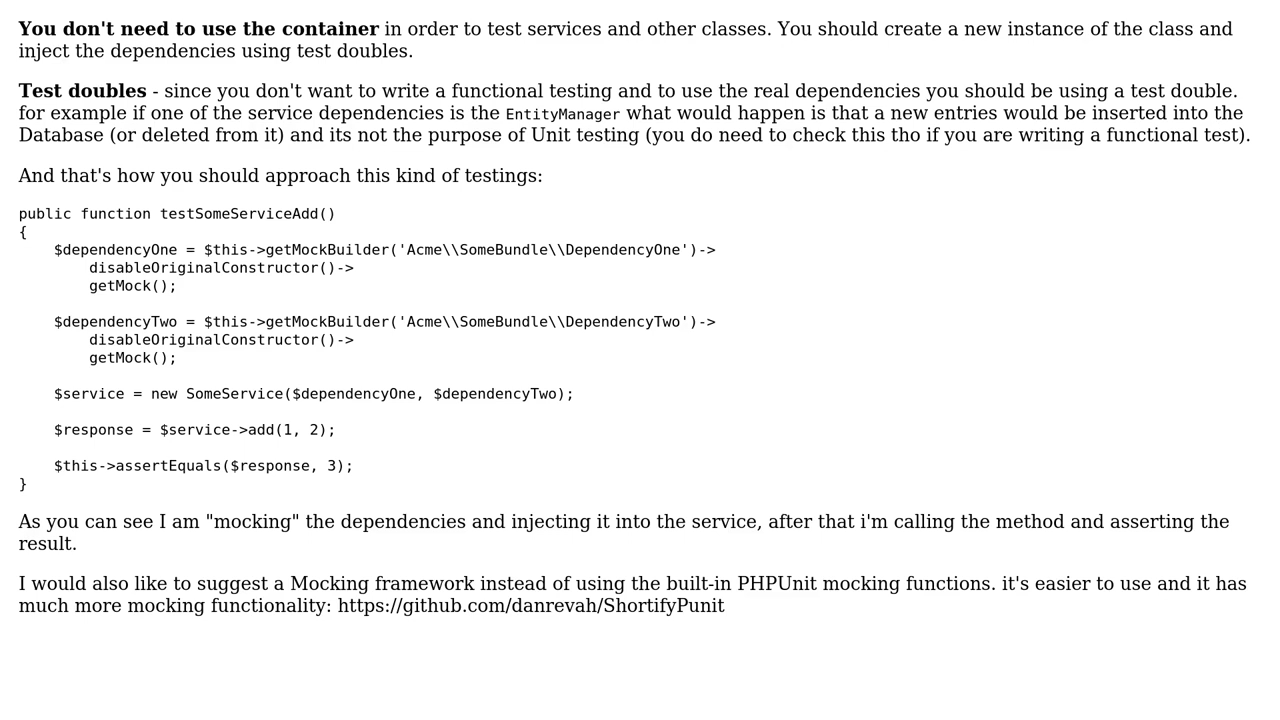 You don't need to use the container in order to test services and other classes. You should create a new instance of the class and
inject the dependencies using test doubles.
Test doubles - since you don't want to write a functional testing and to use the real dependencies you should be using a test double.
for example if one of the service dependencies is the EntityManager what would happen is that a new entries would be inserted into the
Database (or deleted from it) and its not the purpose of Unit testing (you do need to check this tho if you are writing a functional test).
And that's how you should approach this kind of testings:
public function testSomeServiceAdd()
{
    $dependencyOne = $this->getMockBuilder('Acme\\SomeBundle\\DependencyOne')->
        disableOriginalConstructor()->
        getMock();
    $dependencyTwo = $this->getMockBuilder('Acme\\SomeBundle\\DependencyTwo')->
        disableOriginalConstructor()->
        getMock();
    $service = new SomeService($dependencyOne, $dependencyTwo);
    $response = $service->add(1, 2);
    $this->assertEquals($response, 3);
}
As you can see I am "mocking" the dependencies and injecting it into the service, after that i'm calling the method and asserting the
result.
I would also like to suggest a Mocking framework instead of using the built-in PHPUnit mocking functions. it's easier to use and it has
much more mocking functionality: https://github.com/danrevah/ShortifyPunit